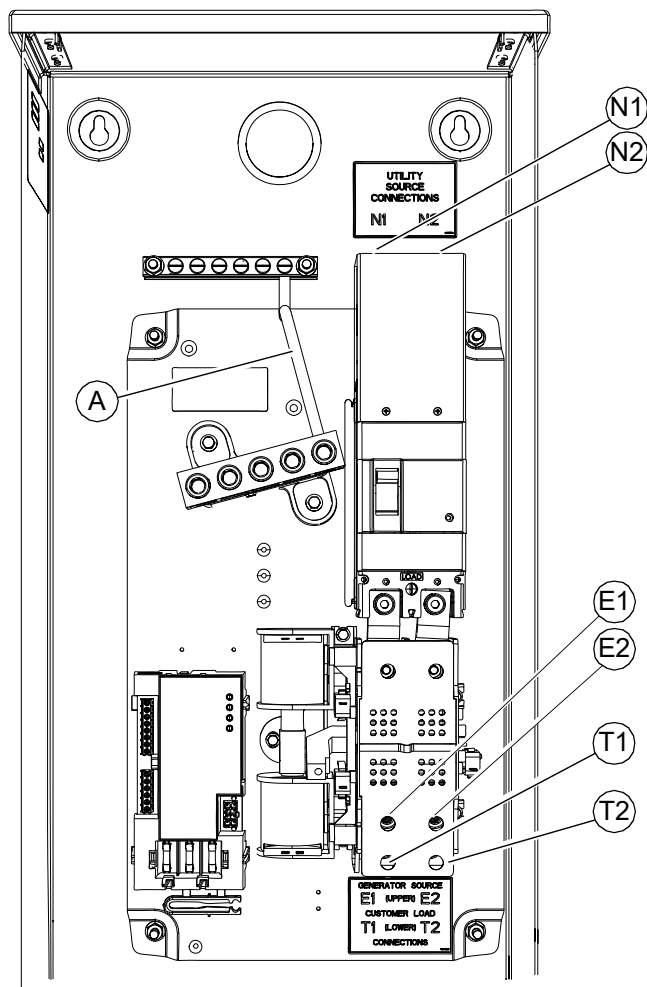 N1
N2
UTILITY
SOURCE
CONNECTIONS
N1 N2
A
LOAD
E1
E2
T1
T2
GENERATOR SOURCE
E1 (UPPER) E2
CUSTOMER LOAD
T1 (LOWER) T2
CONNECTIONS